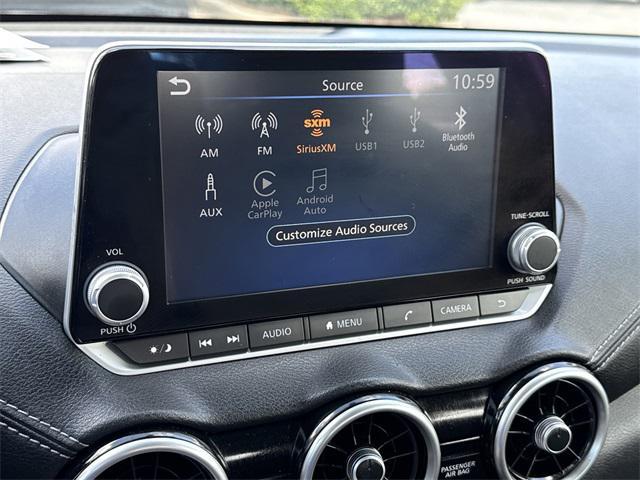 Source
10:59
AM
FM
sxm
SiriusXM
USB1
USB2
Bluetooth
Audio
AUX
Apple
CarPlay
Android
Auto
Customize Audio Sources
VOL
PUSH
TUNE·SCROLL
PUSH SOUND
AUDIO
MENU
CAMERA
PASSENGER
AIR BAG